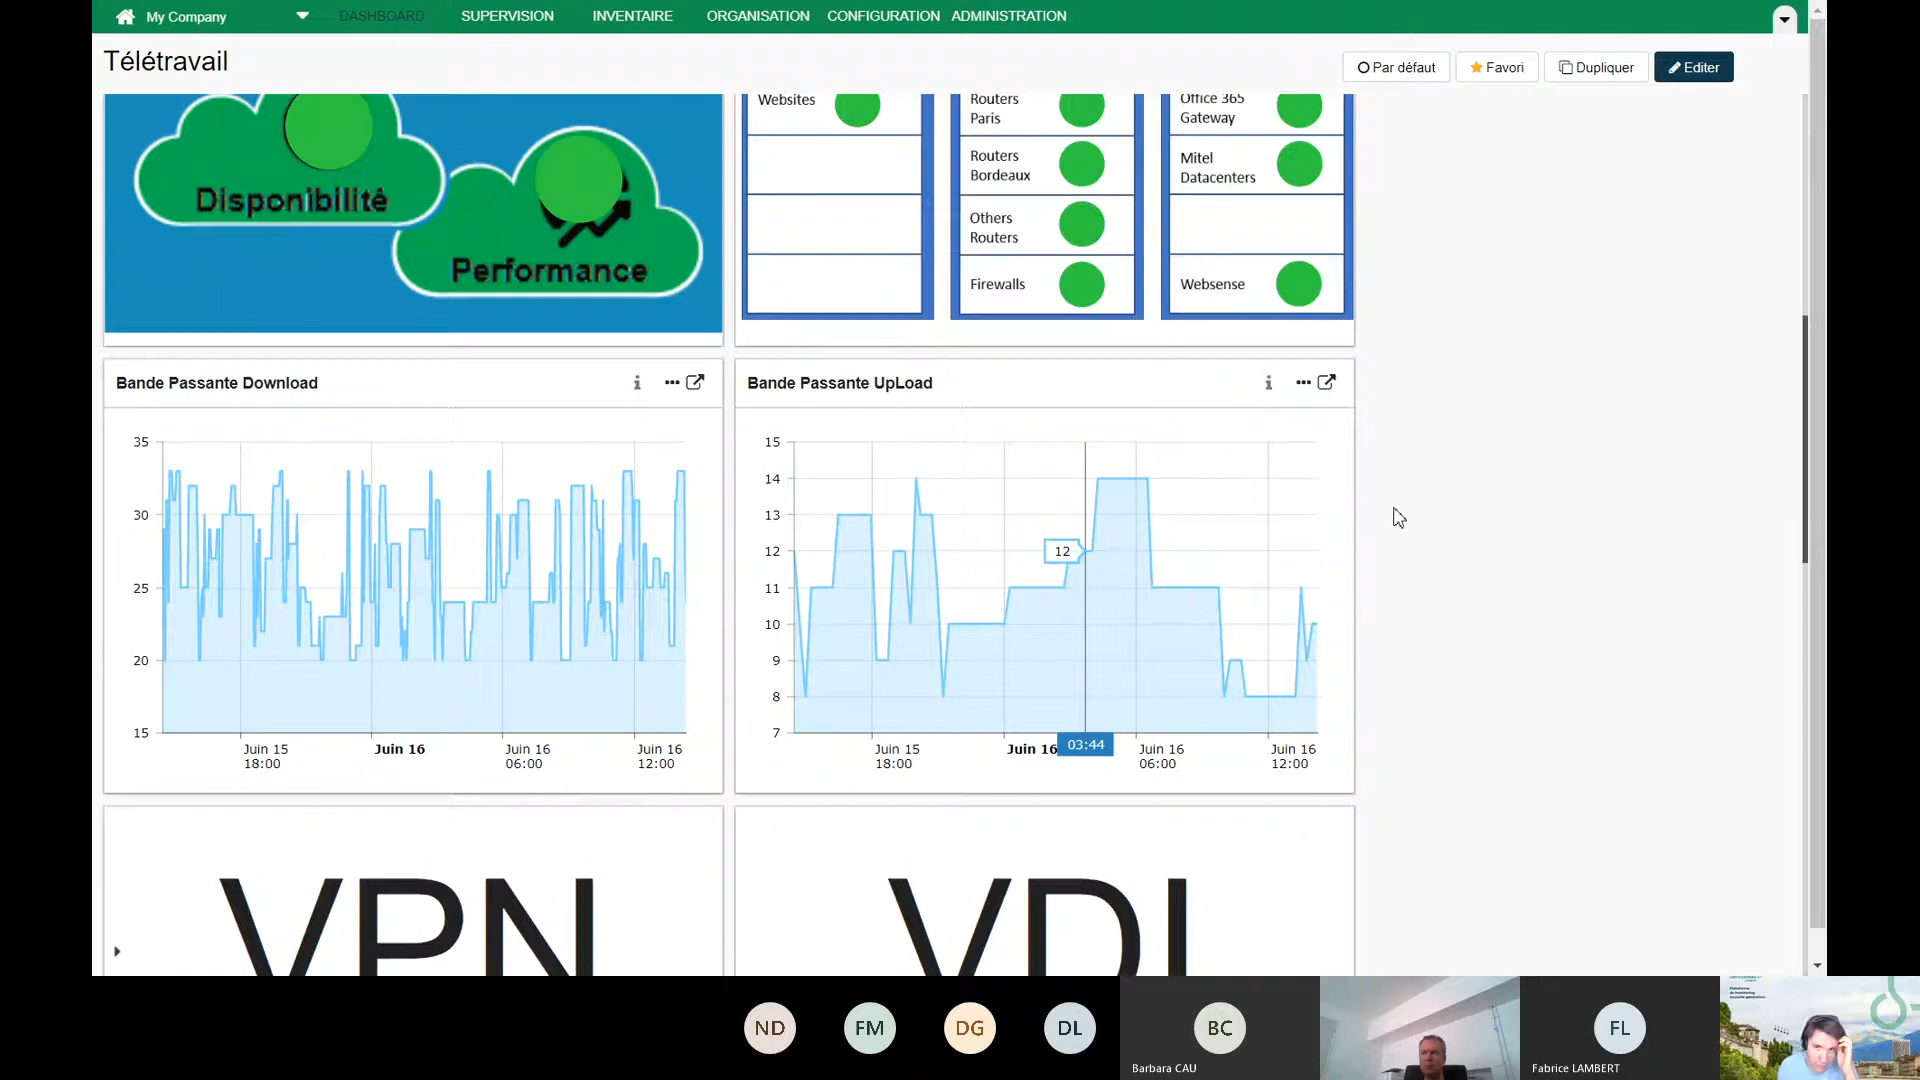 My Company
DASHBOARD
SUPERVISION
INVENTAIRE
ORGANISATION
CONFIGURATION
ADMINISTRATION
Télétravail
Par défaut
Favori
Dupliquer
Editer
Disponibilité
Performance
Websites
Routers
Paris
Routers
Bordeaux
Others
Routers
Firewalls
Office 365
Gateway
Mitel
Datacenters
Websense
Bande Passante Download
35
30
25
20
15
Juin 15
18:00
Juin 16
Juin 16
06:00
Juin 16
12:00
Bande Passante UpLoad
15
14
13
12
11
10
9
8
7
12
Juin 15
18:00
Juin 16
03:44
Juin 16
06:00
Juin 16
12:00
VPN
VDI
ND
FM
DG
DL
BC
Barbara CAU
FL
Fabrice LAMBERT